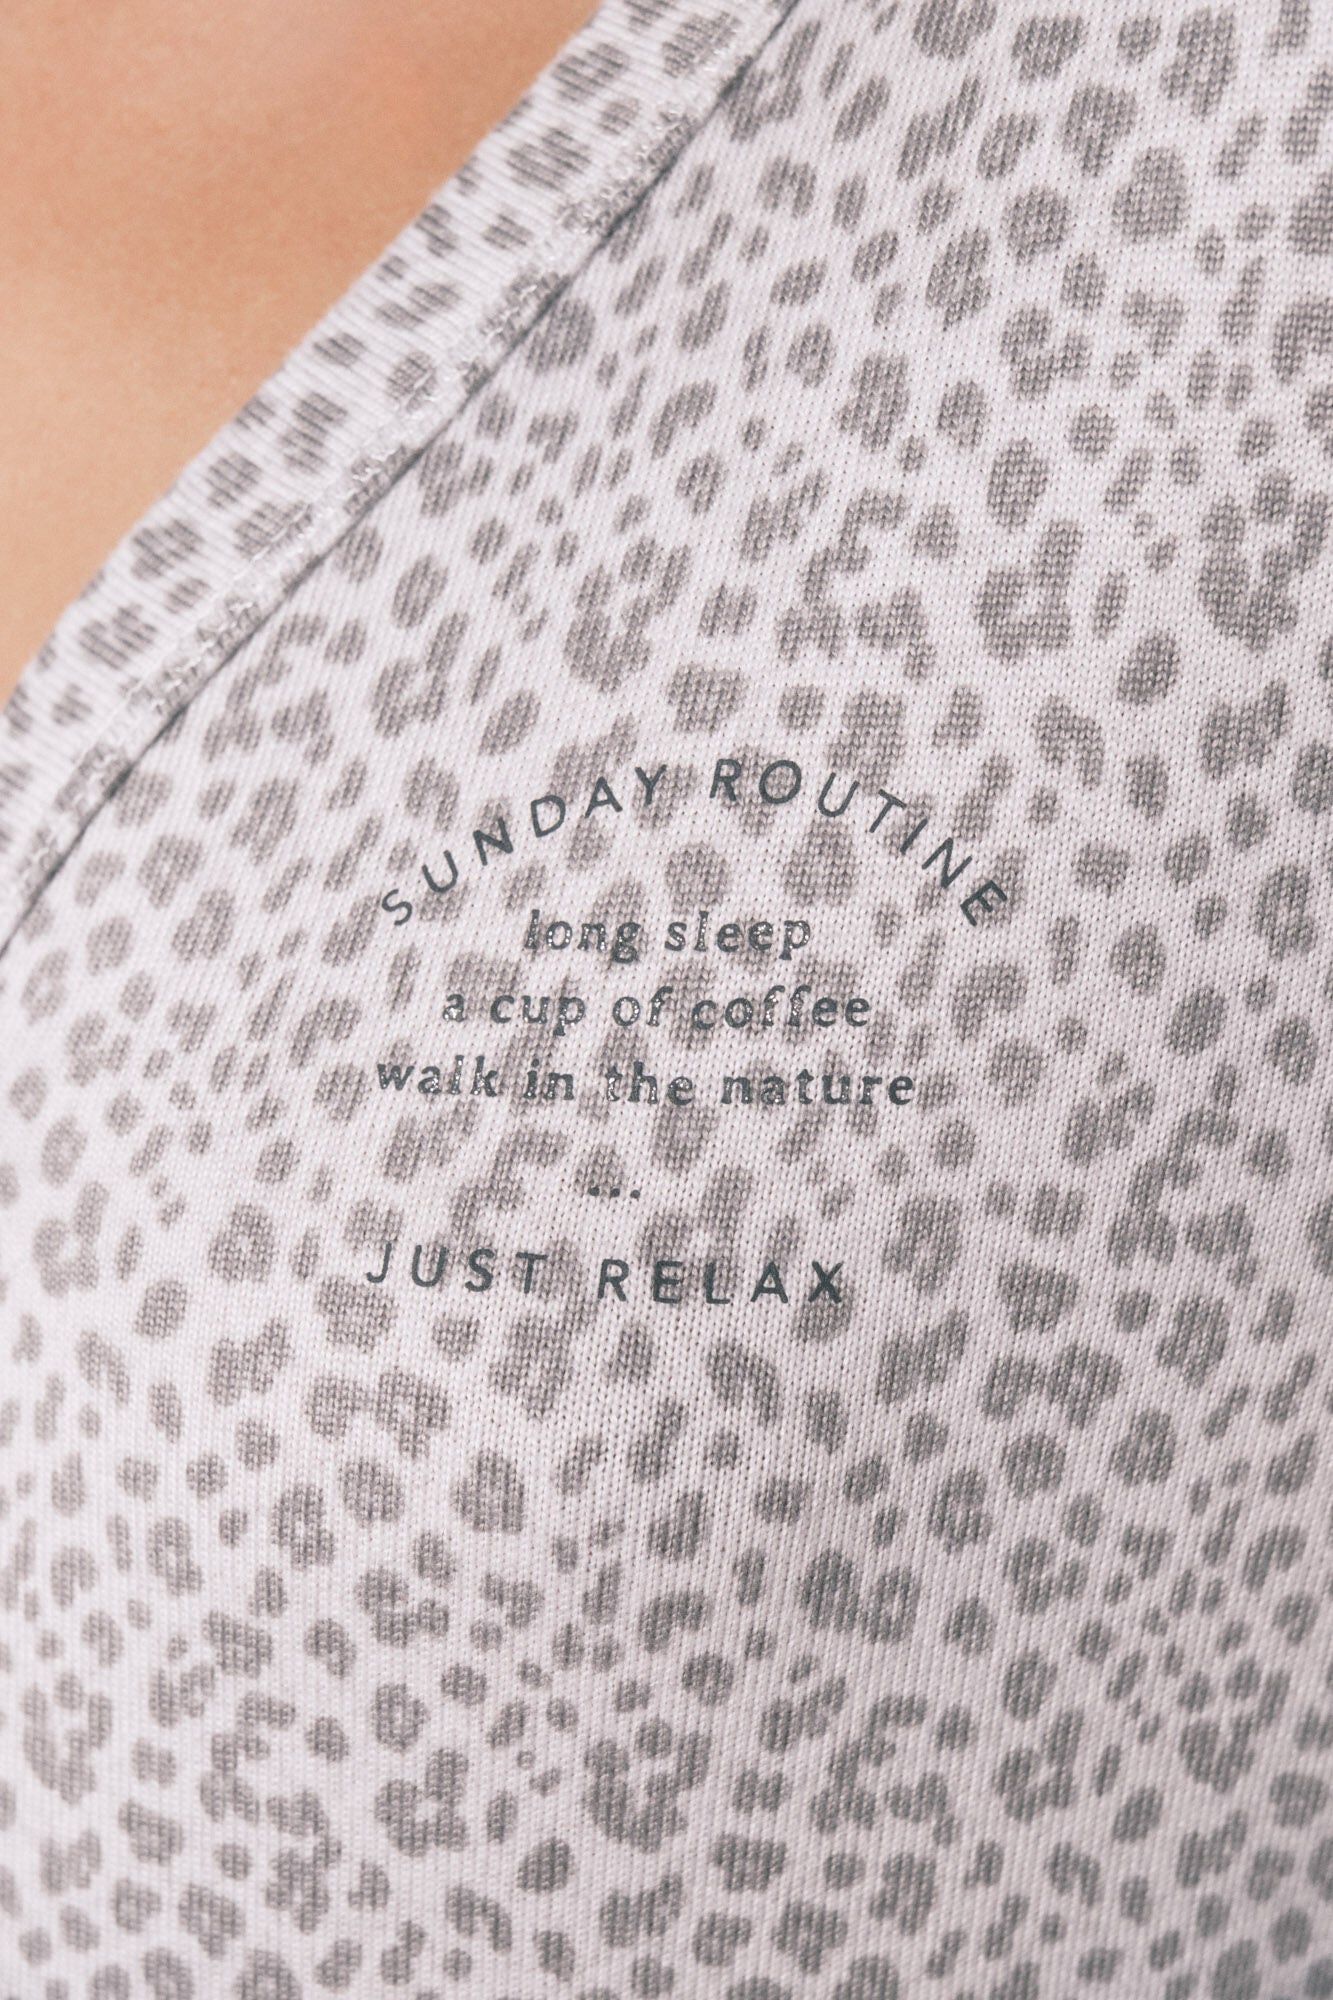 SUNDAY ROUTINE
long sleep
a cup of coffee
walk in the nature
...
JUST RELAX